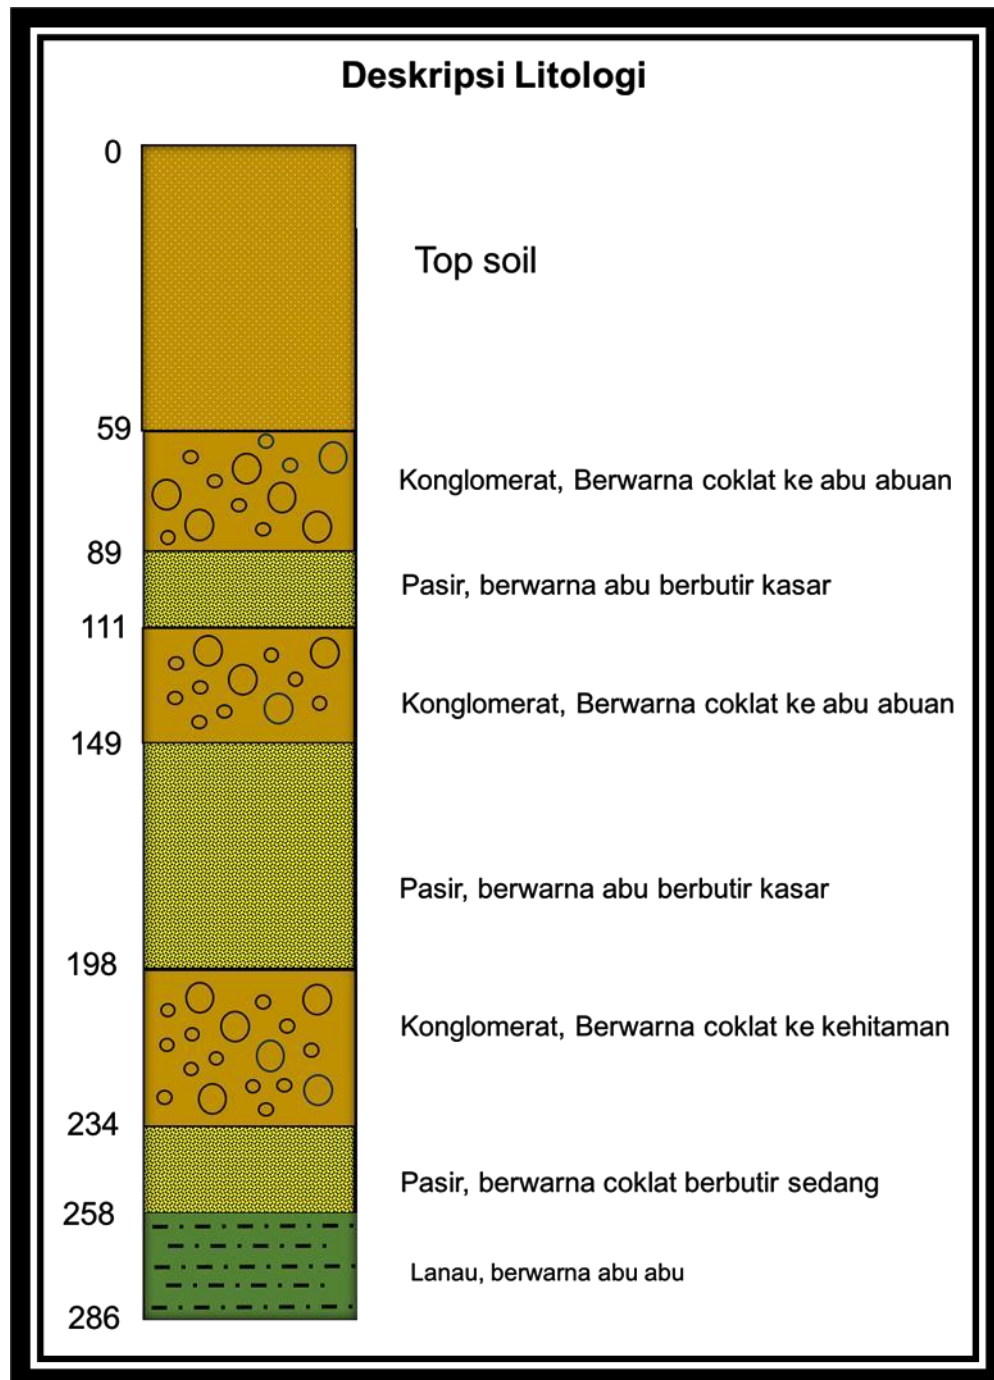 Deskripsi Litologi
0
Top soil
59
Konglomerat, Berwarna coklat ke abu abuan
89
Pasir, berwarna abu berbutir kasar
111
Konglomerat, Berwarna coklat ke abu abuan
149
Pasir, berwarna abu berbutir kasar
198
Konglomerat, Berwarna coklat ke kehitaman
234
Pasir, berwarna coklat berbutir sedang
258
Lanau, berwarna abu abu
286